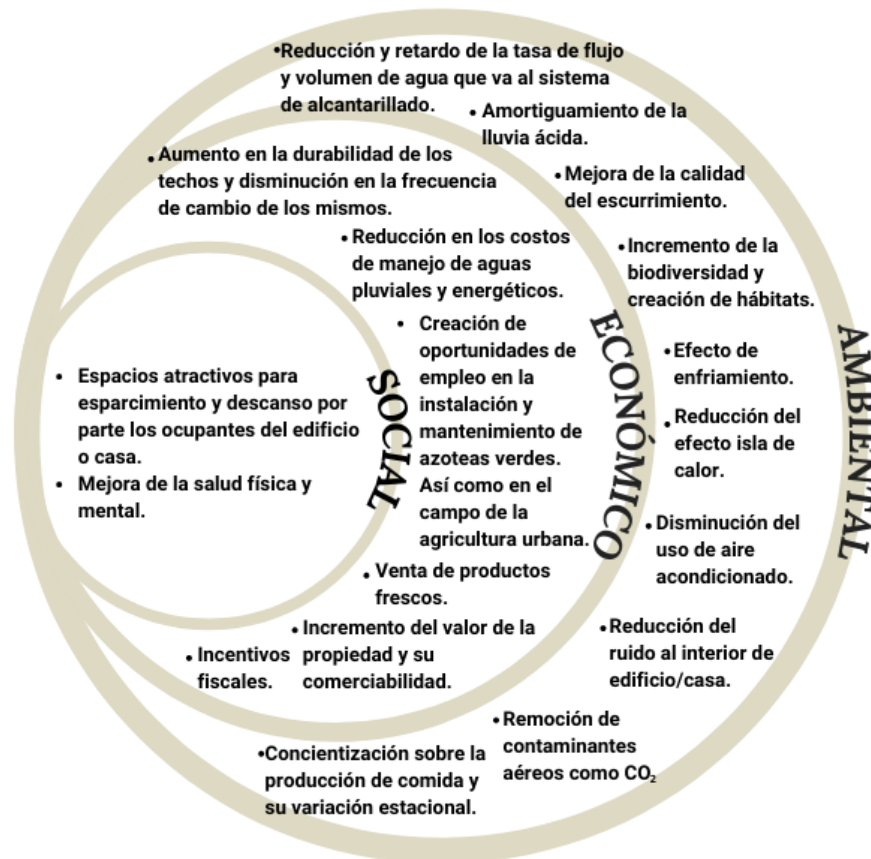 •Reducción y retardo de la tasa de flujo
y volumen de agua que va al sistema
de alcantarillado.
• Amortiguamiento de la
lluvia ácida.
• Aumento en la durabilidad de los
techos y disminución en la frecuencia
de cambio de los mismos.
• Mejora de la calidad
del escurrimiento.
• Reducción en los costos
de manejo de aguas
pluviales y energéticos.
• Incremento de la
biodiversidad y
creación de hábitats.
• Creación de
oportunidades de
empleo en la
instalación y
mantenimiento de
azoteas verdes.
Así como en el
campo de la
agricultura urbana.
• Espacios atractivos para
esparcimiento y descanso por
parte los ocupantes del edificio
o casa.
• Mejora de la salud física y
mental.
SOCIAL
ECONÓMICO
AMBIENTAL
• Efecto de
enfriamiento.
• Reducción del
efecto isla de
calor.
• Disminución del
uso de aire
acondicionado.
• Venta de productos
frescos.
• Incremento del valor de la
propiedad y su
comerciabilidad.
• Incentivos
fiscales.
• Reducción del
ruido al interior de
edificio/casa.
• Remoción de
contaminantes
aéreos como CO₂
•Concientización sobre la
producción de comida y
su variación estacional.